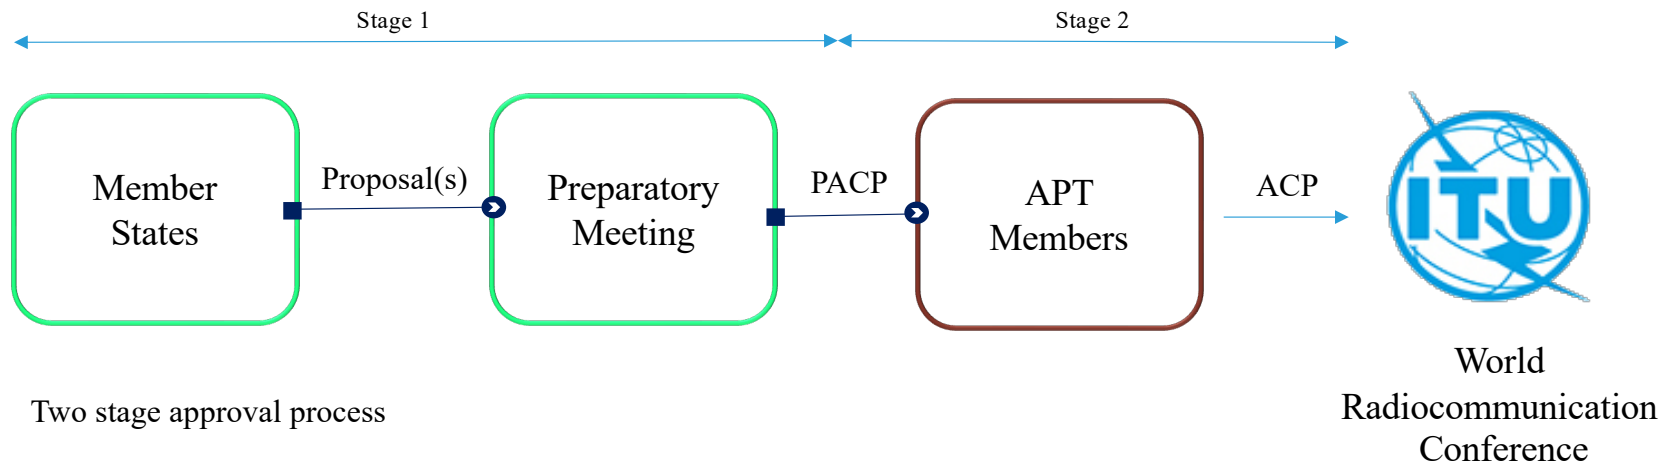 Stage 1
Stage 2
Member
States
Proposal(s)
Preparatory
Meeting
PACP
APT
Members
ACP
ITU
World
Radiocommunication
Conference
Two stage approval process